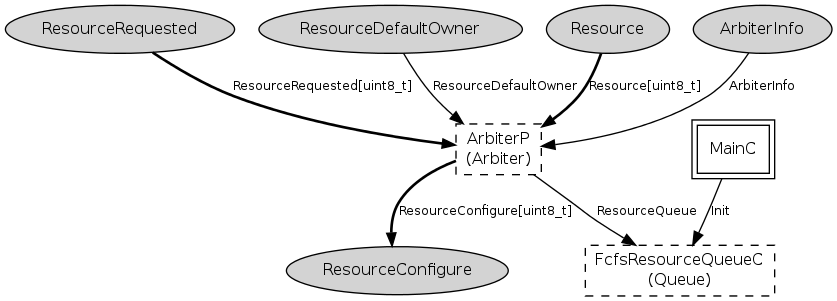 ResourceRequested
ResourceDefaultOwner
Resource
ArbiterInfo
ResourceRequested[uint8_t]
ResourceDefaultOwner
Resource[uint8_t]
ArbiterInfo
ArbiterP
(Arbiter)
MainC
ResourceConfigure[uint8_t]
ResourceQueue
Init
ResourceConfigure
FcfsResourceQueueC
(Queue)